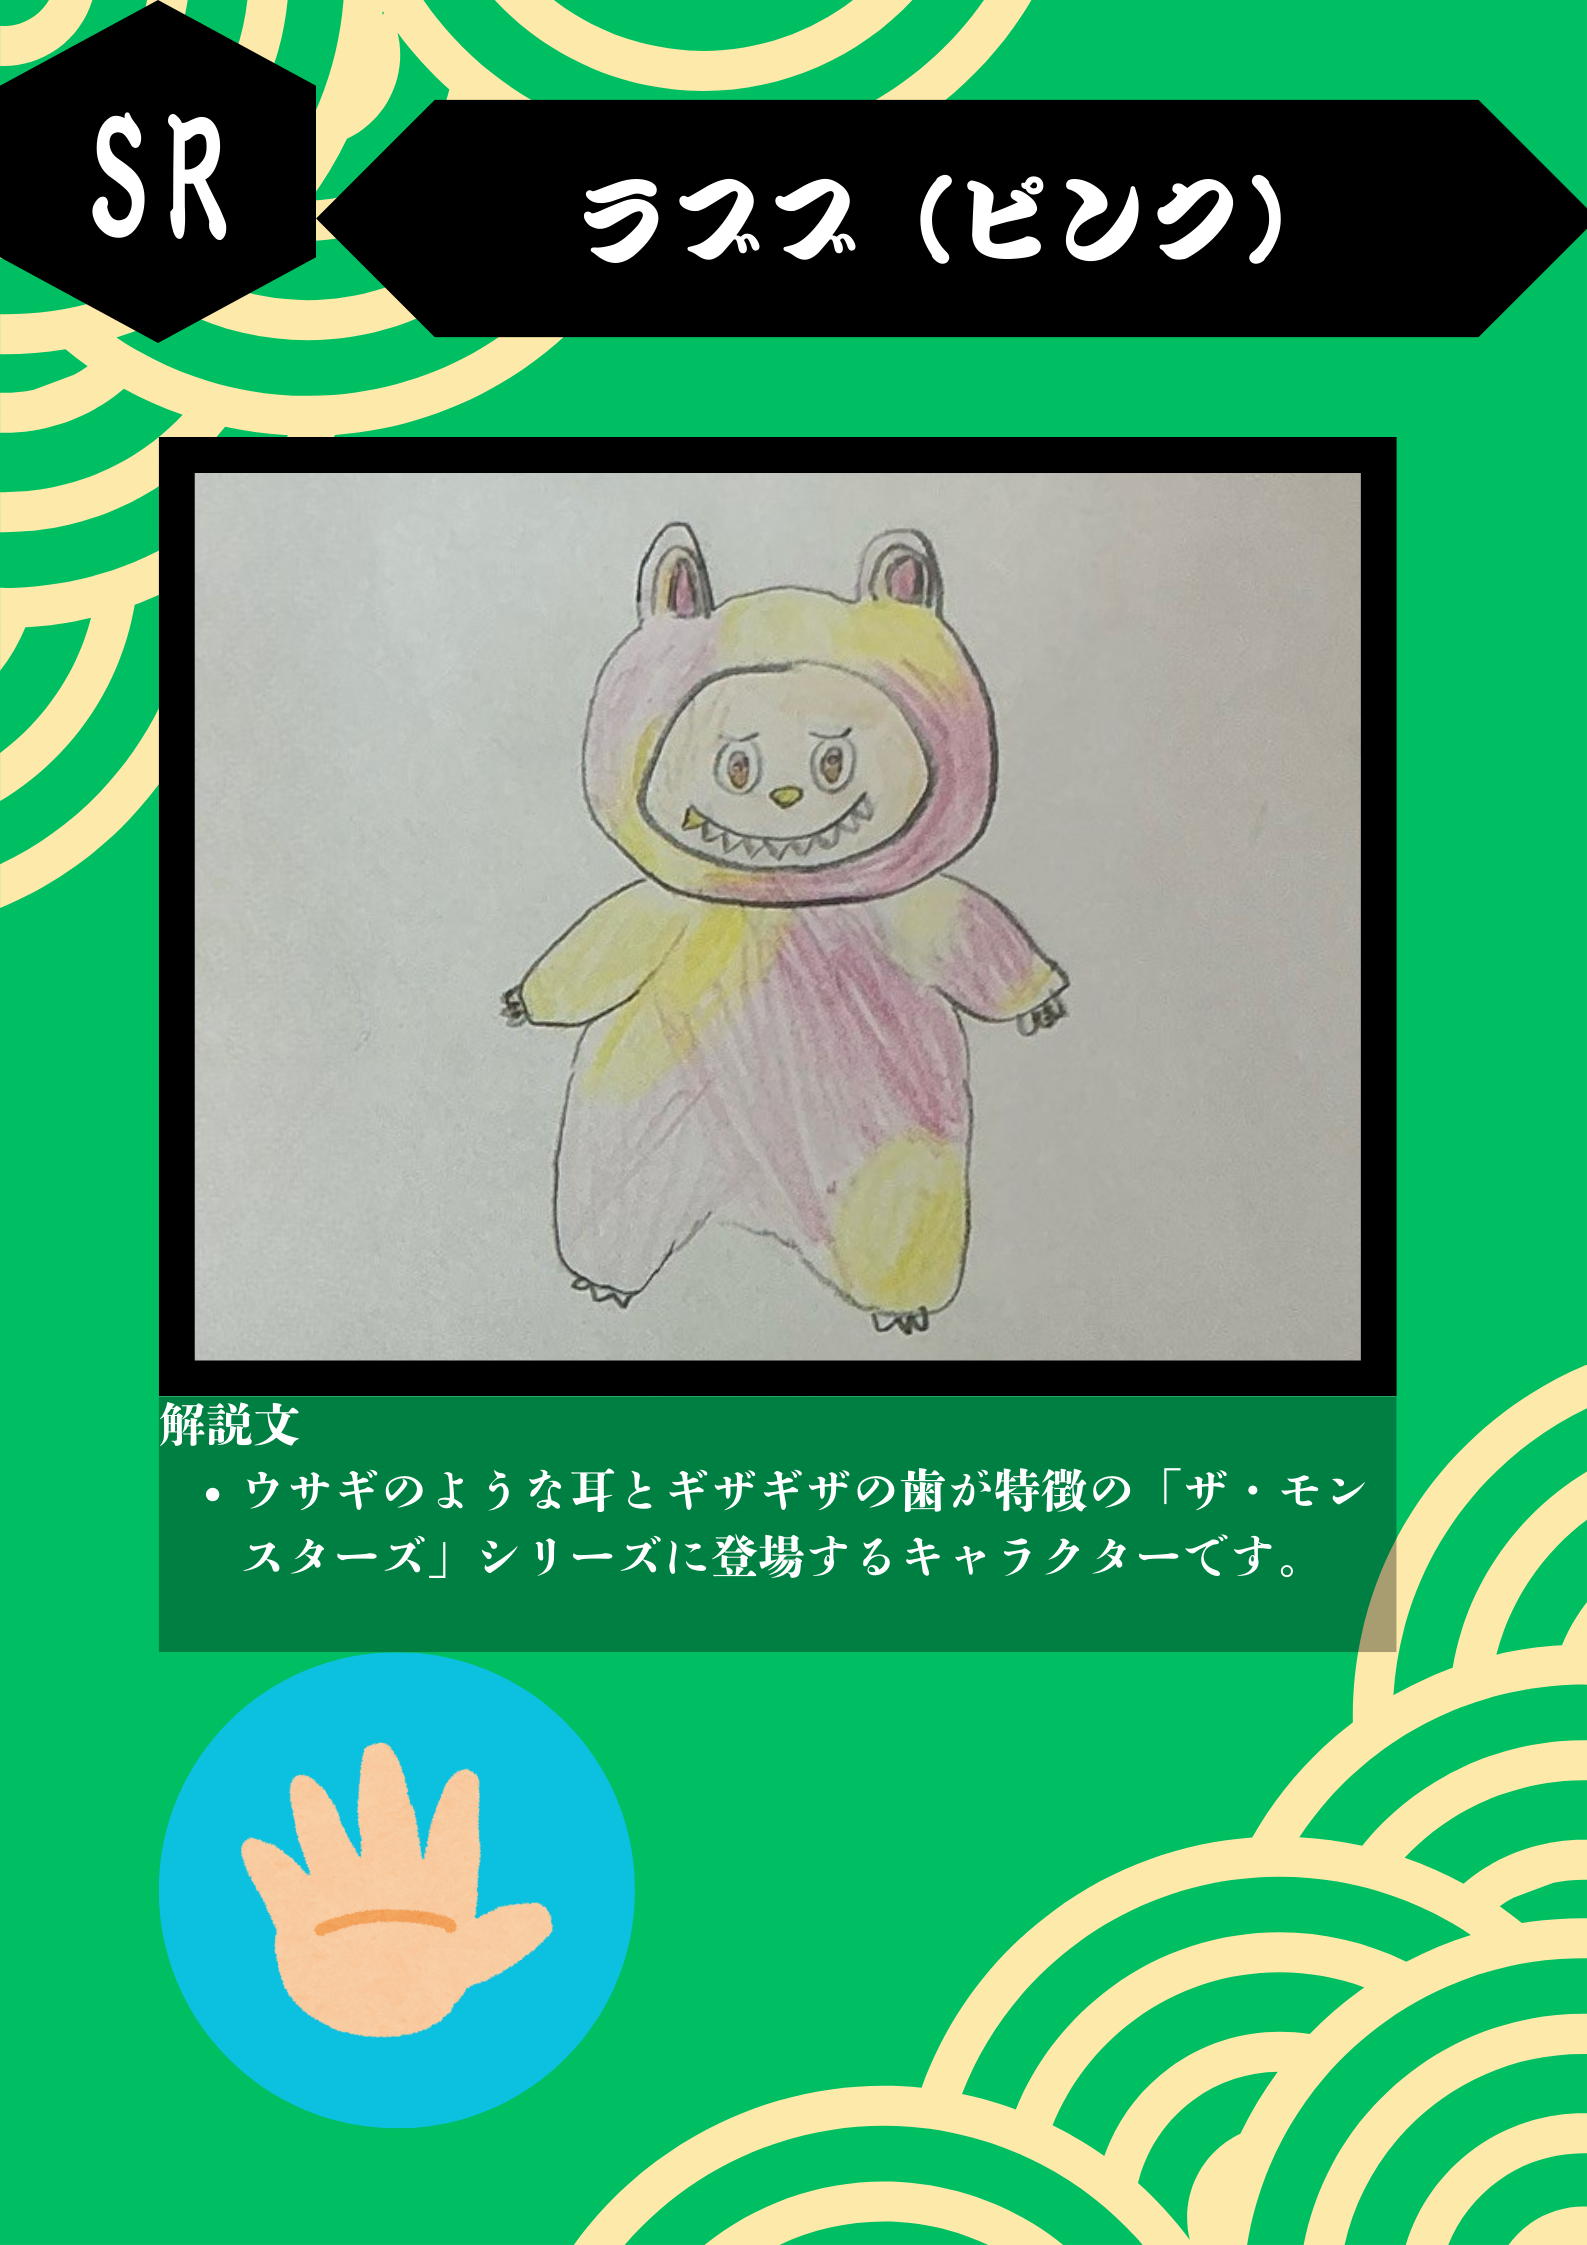 SR
ラブブ（ピンク）
解説文
• ウサギのような耳とギザギザの歯が特徴の「ザ・モン
スターズ」シリーズに登場するキャラクターです。